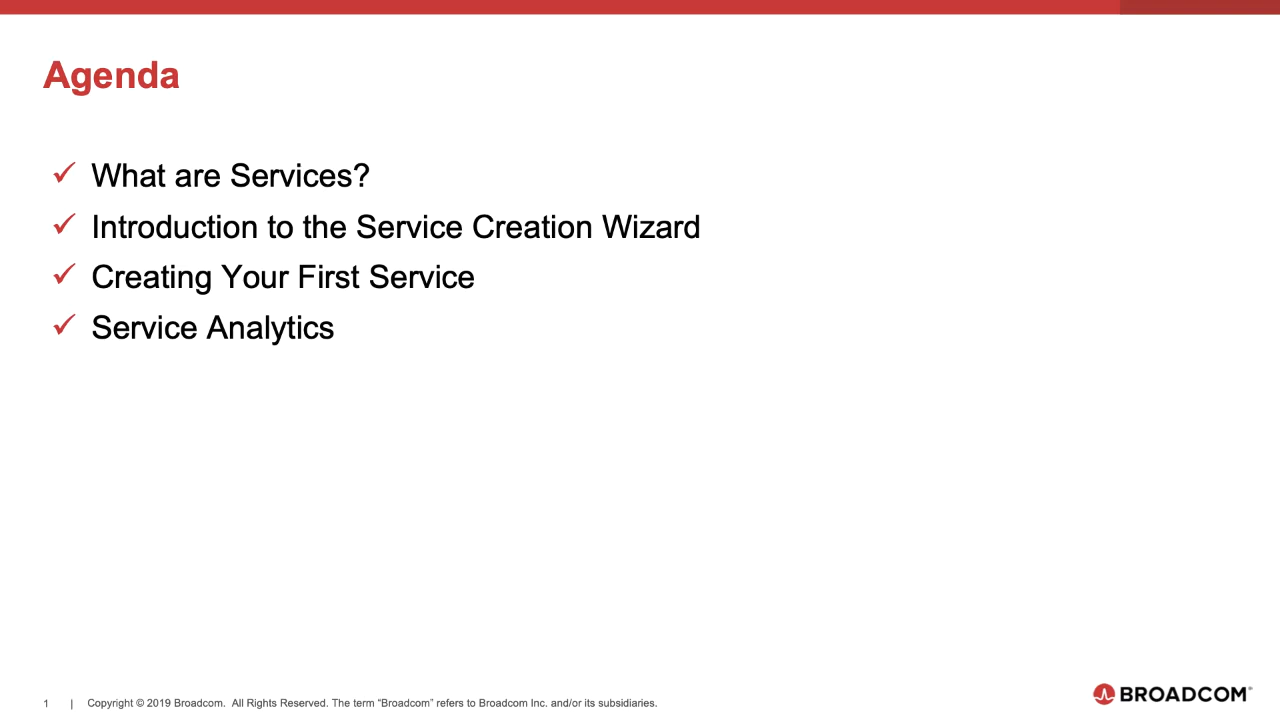 Agenda
✓ What are Services?
✓ Introduction to the Service Creation Wizard
✓ Creating Your First Service
✓ Service Analytics
1 | Copyright © 2019 Broadcom.  All Rights Reserved. The term “Broadcom” refers to Broadcom Inc. and/or its subsidiaries.
BROADCOM®